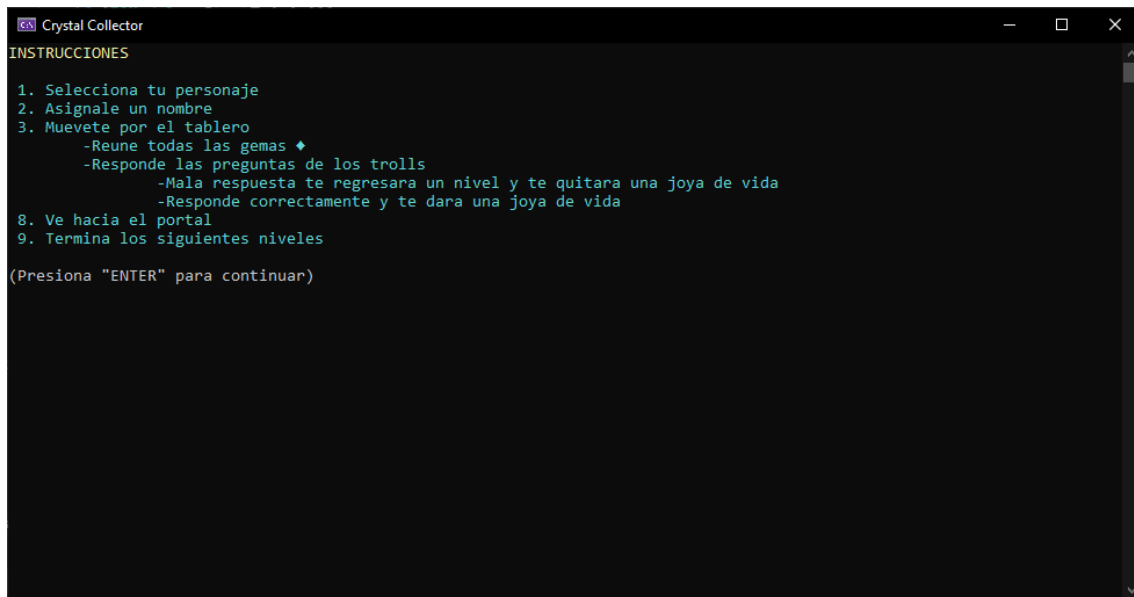 Crystal Collector
INSTRUCCIONES
1. Selecciona tu personaje
2. Asignale un nombre
3. Muevete por el tablero
-Reune todas las gemas ♦
-Responde las preguntas de los trolls
-Mala respuesta te regresara un nivel y te quitara una joya de vida
-Responde correctamente y te dara una joya de vida
8. Ve hacia el portal
9. Termina los siguientes niveles
(Presiona "ENTER" para continuar)